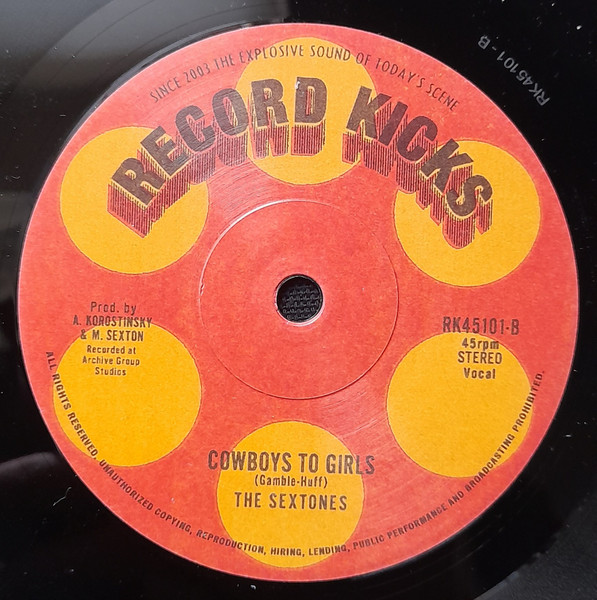 SINCE 2003, THE EXPLOSIVE SOUND OF TODAY'S SCENE
RECORD KICKS
RK45101 - B
Prod. by
A. KOROSTINSKY
& M. SEXTON
Recorded at
Archive Group
Studios
RK45101-B
45rpm
STEREO
Vocal
COWBOYS TO GIRLS
(Gamble-Huff)
THE SEXTONES
ALL RIGHTS RESERVED, UNAUTHORIZED COPYING, REPRODUCTION, HIRING, LENDING, PUBLIC PERFORMANCE AND BROADCASTING PROHIBITED.